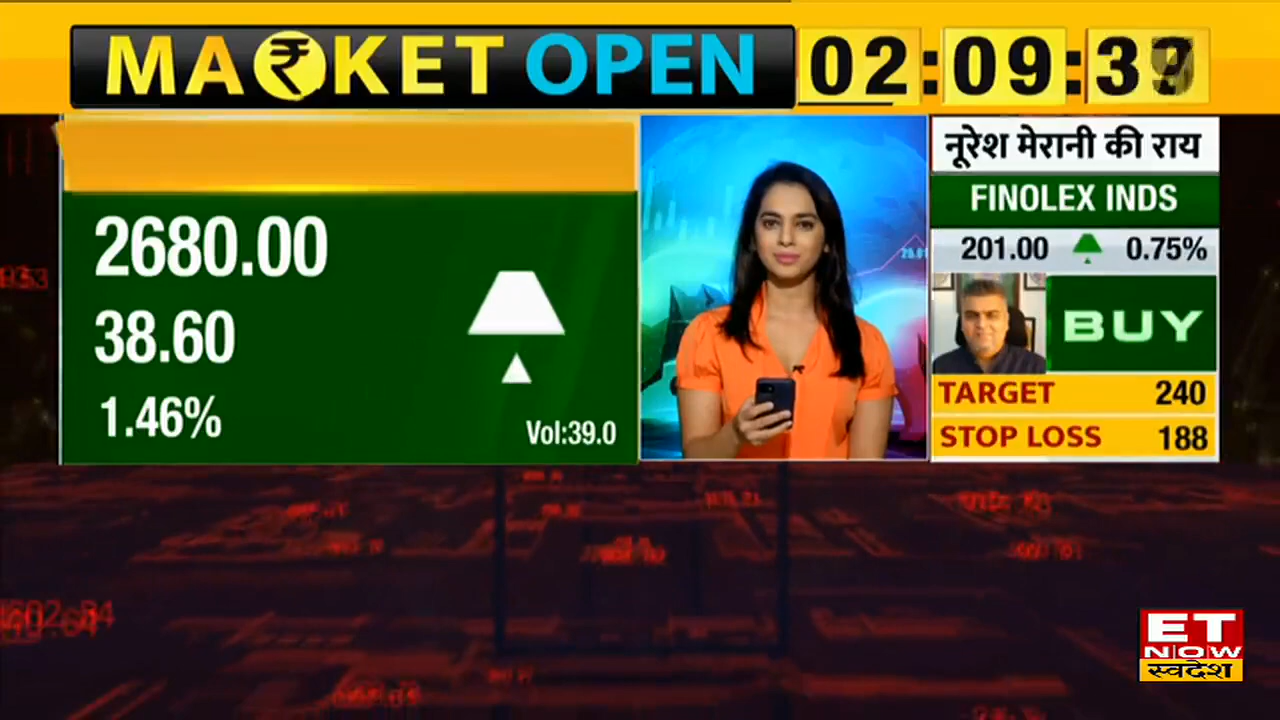 MA₹KET OPEN
02:09:39
2680.00
38.60
1.46%
Vol:39.0
नूरेश मेरानी की राय
FINOLEX INDS
201.00 0.75%
BUY
TARGET 240
STOP LOSS 188
ET
NOW
स्वदेश